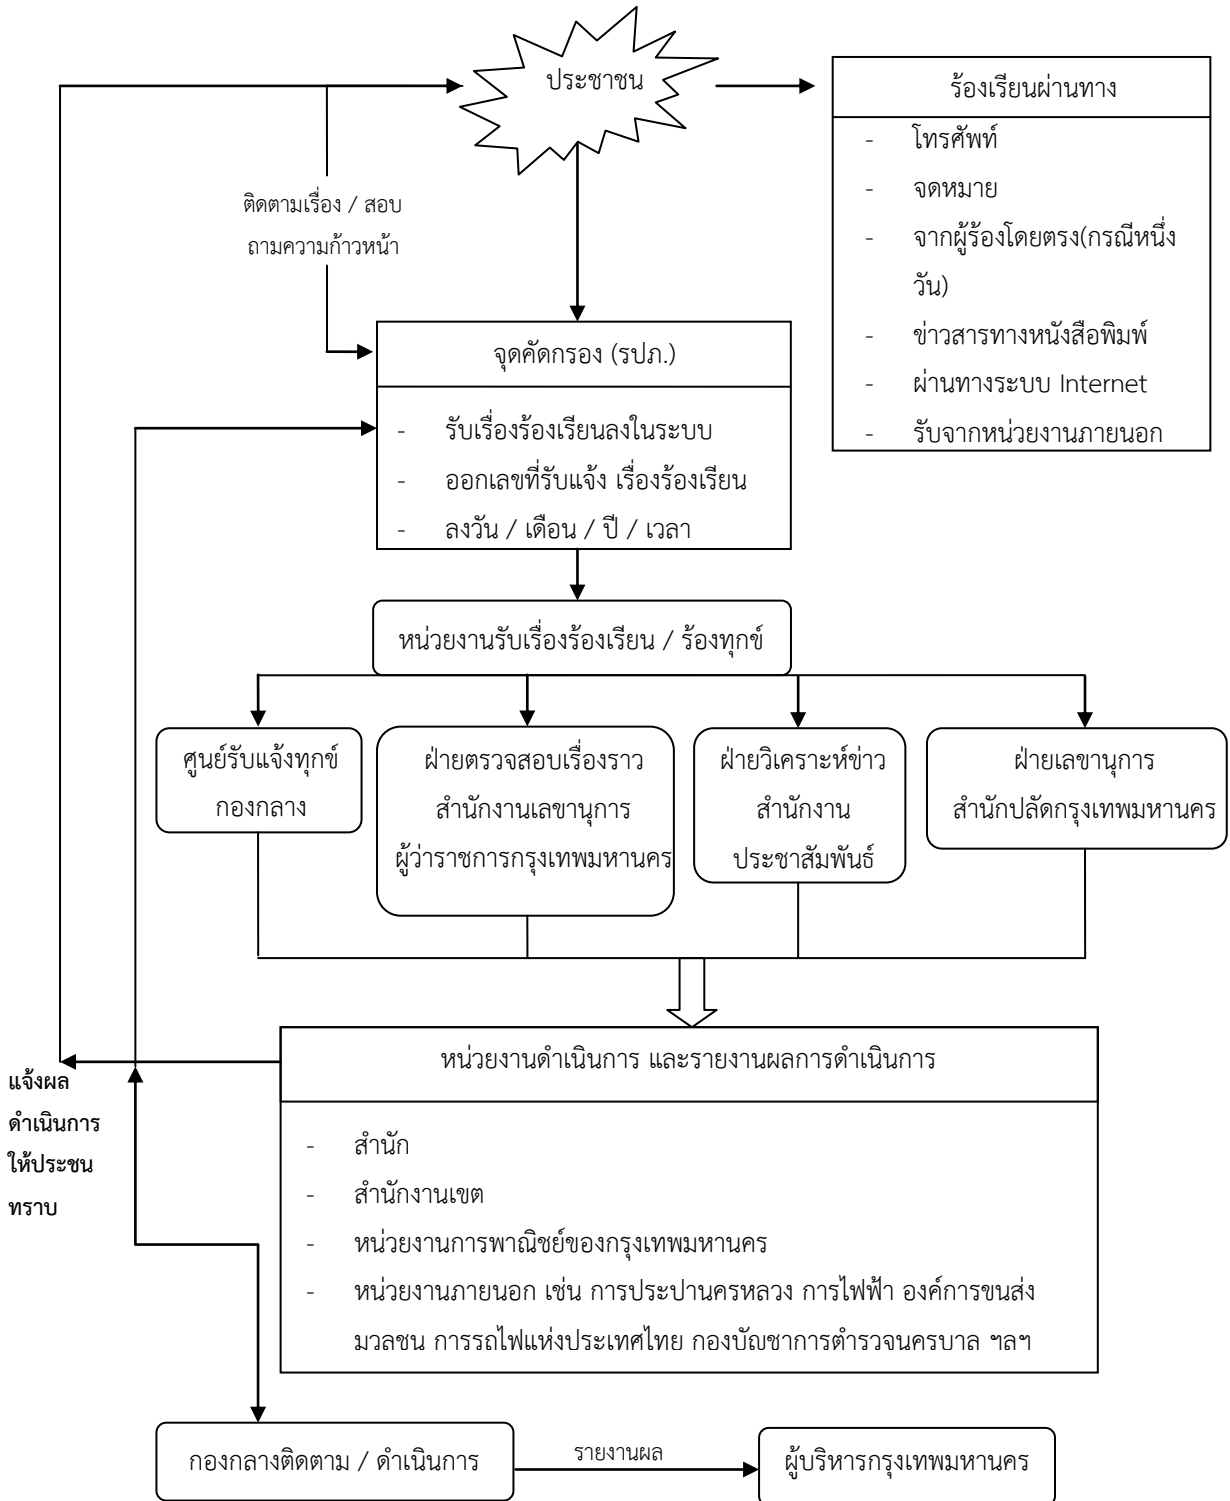 ประชาชน
ร้องเรียนผ่านทาง
- โทรศัพท์
- จดหมาย
- จากผู้ร้องโดยตรง(กรณีหนึ่ง
วัน)
- ข่าวสารทางหนังสือพิมพ์
- ผ่านทางระบบ Internet
- รับจากหน่วยงานภายนอก
ติดตามเรื่อง / สอบ
ถามความก้าวหน้า
จุดคัดกรอง (รปภ.)
- รับเรื่องร้องเรียนลงในระบบ
- ออกเลขที่รับแจ้ง เรื่องร้องเรียน
- ลงวัน / เดือน / ปี / เวลา
หน่วยงานรับเรื่องร้องเรียน / ร้องทุกข์
ศูนย์รับแจ้งทุกข์
กองกลาง
ฝ่ายตรวจสอบเรื่องราว
สำนักงานเลขานุการ
ผู้ว่าราชการกรุงเทพมหานคร
ฝ่ายวิเคราะห์ข่าว
สำนักงาน
ประชาสัมพันธ์
ฝ่ายเลขานุการ
สำนักปลัดกรุงเทพมหานคร
หน่วยงานดำเนินการ และรายงานผลการดำเนินการ
- สำนัก
- สำนักงานเขต
- หน่วยงานการพาณิชย์ของกรุงเทพมหานคร
- หน่วยงานภายนอก เช่น การประปานครหลวง การไฟฟ้า องค์การขนส่ง
มวลชน การรถไฟแห่งประเทศไทย กองบัญชาการตำรวจนครบาล ฯลฯ
แจ้งผล
ดำเนินการ
ให้ประชน
ทราบ
กองกลางติดตาม / ดำเนินการ
รายงานผล
ผู้บริหารกรุงเทพมหานคร